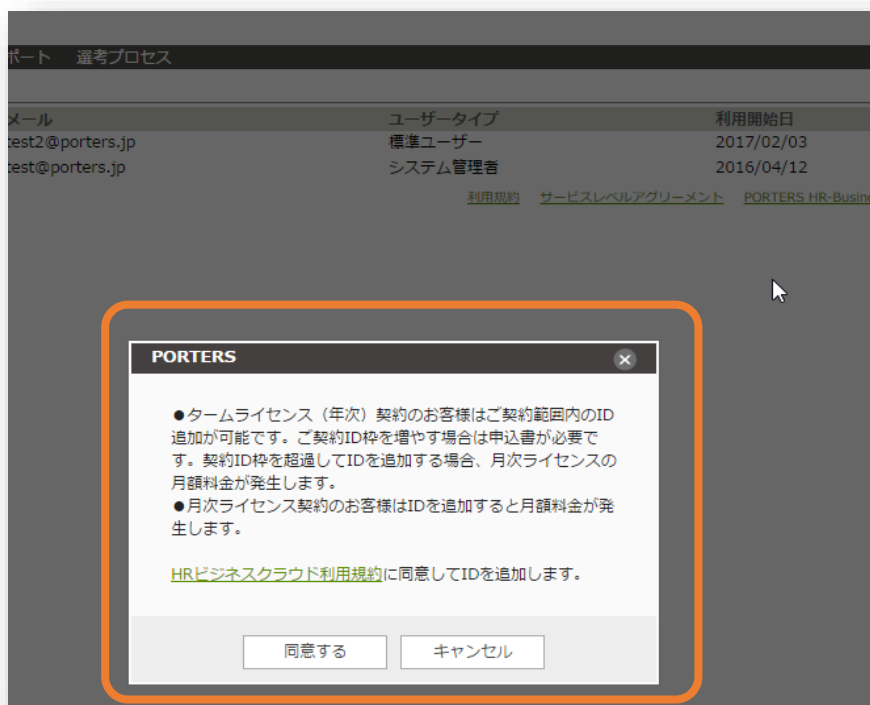 ポート 選考プロセス
メール ユーザータイプ 利用開始日
test2@porters.jp 標準ユーザー 2017/02/03
test@porters.jp システム管理者 2016/04/12
利用規約 サービスレベルアグリーメント PORTERS HR-Busine
PORTERS
●タームライセンス（年次）契約のお客様はご契約範囲内のID
追加が可能です。ご契約ID枠を増やす場合は申込書が必要で
す。契約ID枠を超過してIDを追加する場合、月次ライセンスの
月額料金が発生します。
●月次ライセンス契約のお客様はIDを追加すると月額料金が発
生します。
HRビジネスクラウド利用規約に同意してIDを追加します。
同意する キャンセル